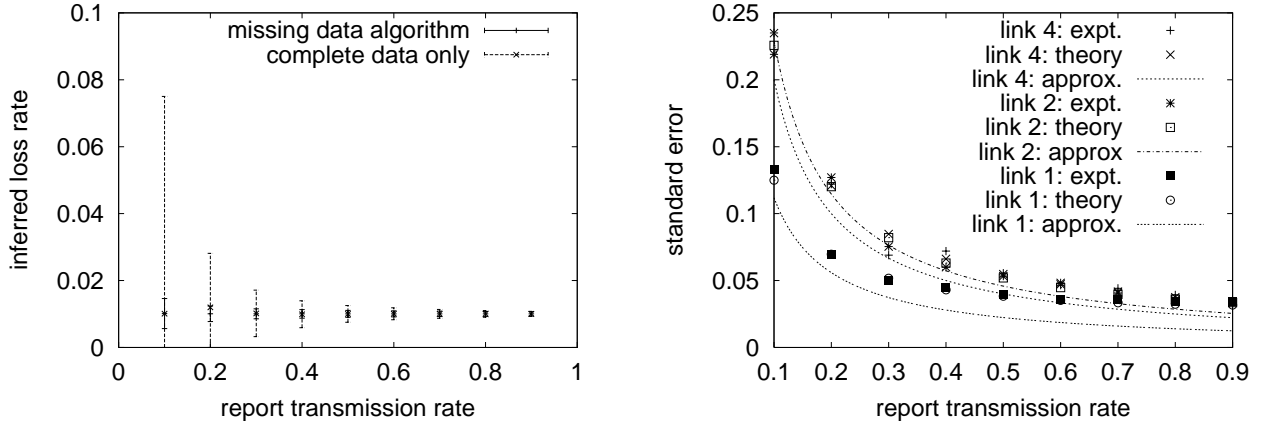 0.1
0.08
0.06
0.04
0.02
0
inferred loss rate
missing data algorithm
complete data only
0 0.2 0.4 0.6 0.8 1
report transmission rate
0.25
0.20
0.15
0.10
0.05
0
standard error
link 4: expt.
link 4: theory
link 4: approx.
link 2: expt.
link 2: theory
link 2: approx
link 1: expt.
link 1: theory
link 1: approx.
0.1 0.2 0.3 0.4 0.5 0.6 0.7 0.8 0.9
report transmission rate